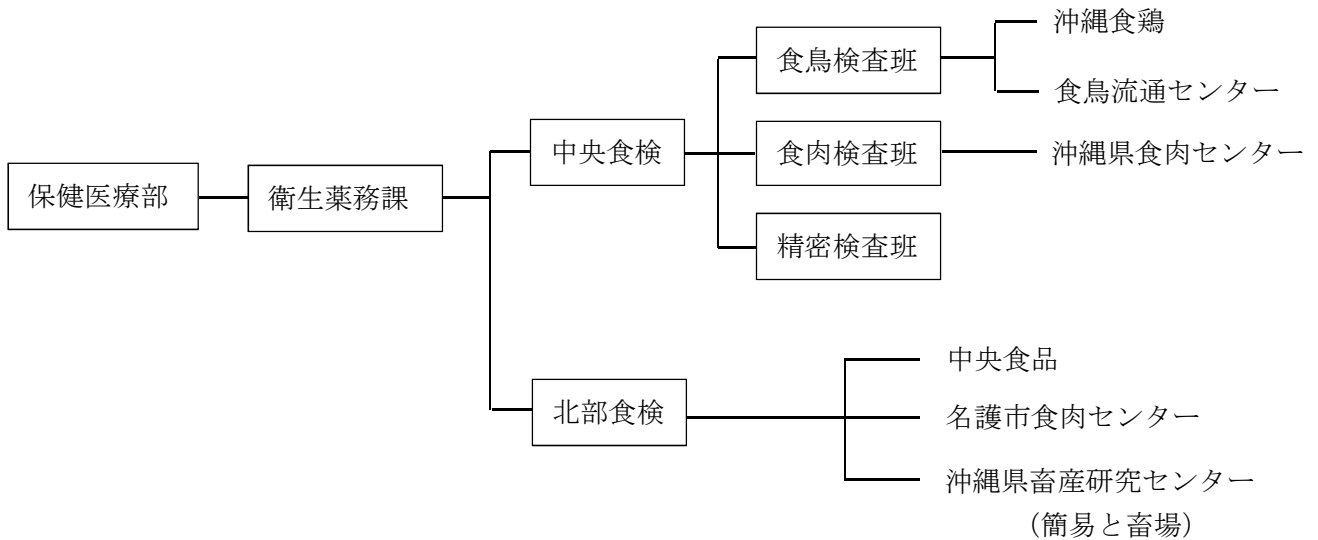 沖縄食鶏
食鳥検査班
食鳥流通センター
中央食検
食肉検査班
沖縄県食肉センター
保健医療部
衛生薬務課
精密検査班
中央食品
北部食検
名護市食肉センター
沖縄県畜産研究センター
（簡易と畜場）